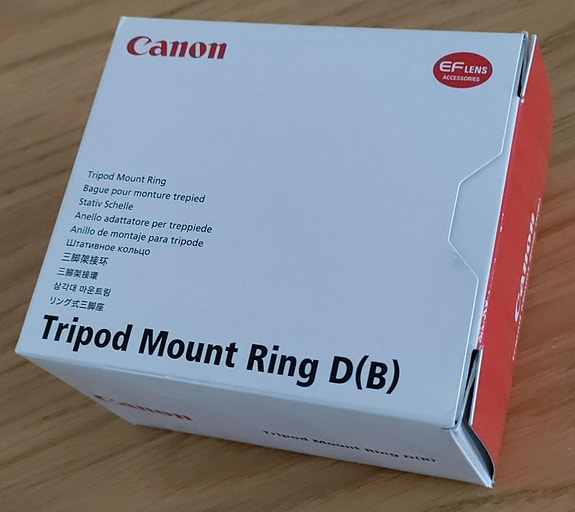 Canon
EF LENS
ACCESSORIES
Tripod Mount Ring
Bague pour monture trepied
Stativ Schelle
Anello adattatore per treppiede
Anillo de montaje para tripode
Штативное кольцо
三脚架接环
三腳架接環
삼각대 마운트링
リング式三脚座
Tripod Mount Ring D(B)
Canon
Tripod Mount Ring D(B)
Canon